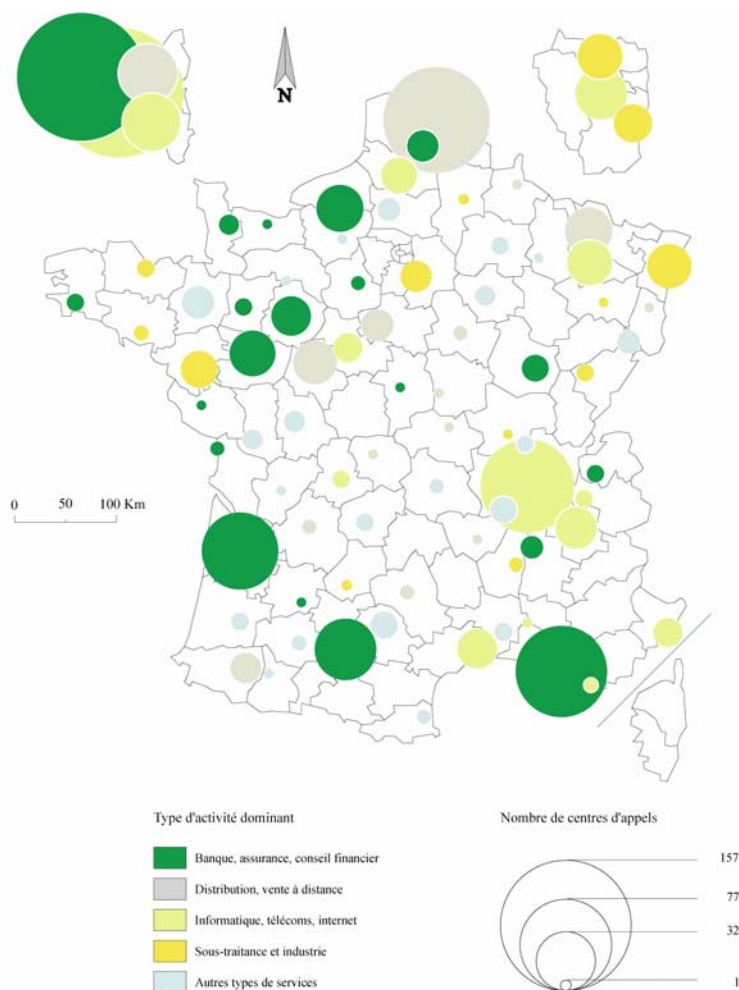 N
0 50 100 Km
Type d'activité dominant
Banque, assurance, conseil financier
Distribution, vente à distance
Informatique, télécoms, internet
Sous-traitance et industrie
Autres types de services
Nombre de centres d'appels
157
77
32
1